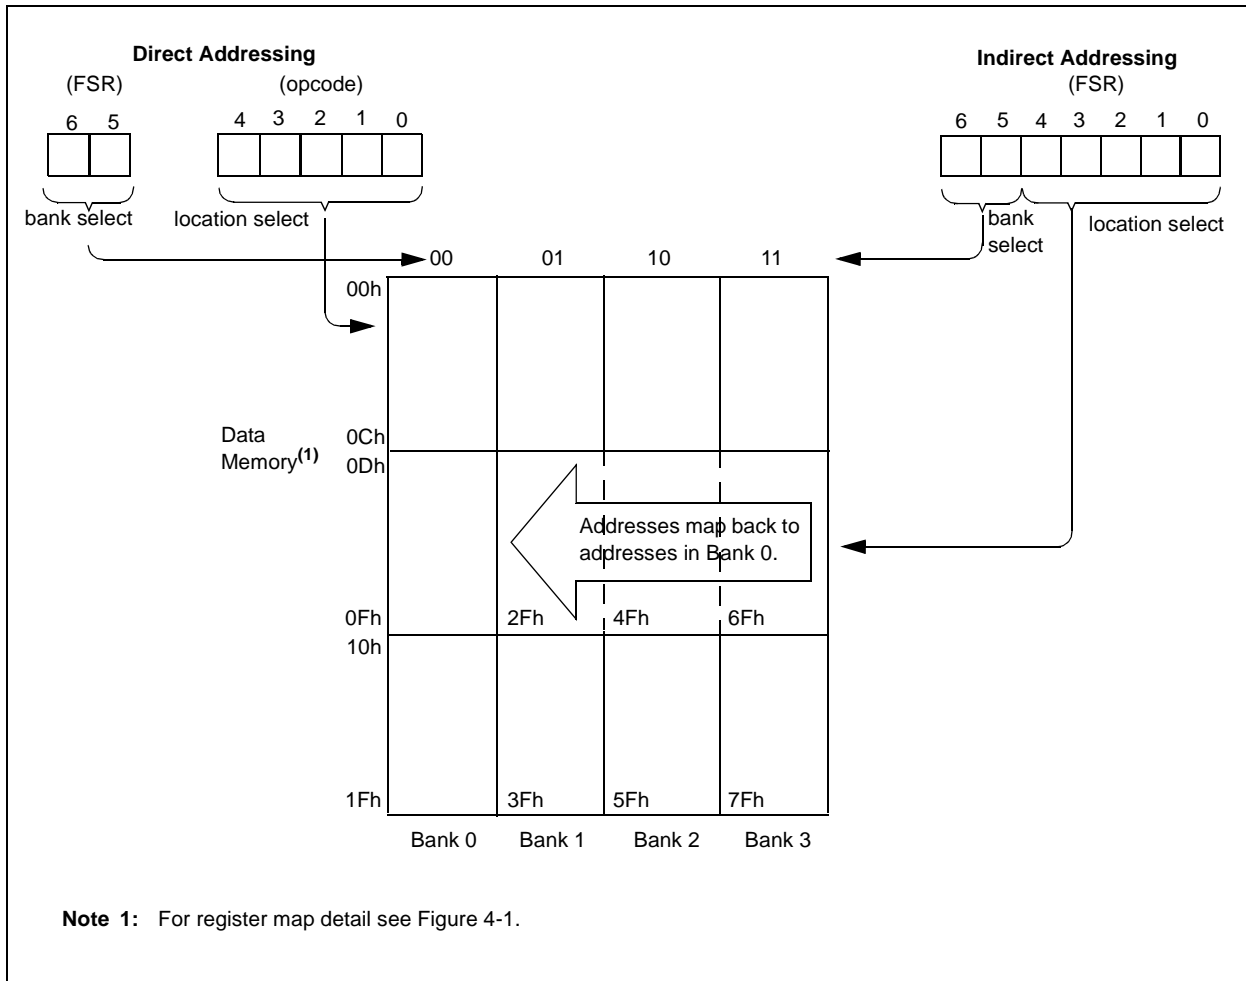 Direct Addressing
(FSR) (opcode)
6 5 4 3 2 1 0
bank select location select
Indirect Addressing
(FSR)
6 5 4 3 2 1 0
bank
select
location select
00 01 10 11
00h
Data
Memory(1)
0Ch
0Dh
Addresses map back to
addresses in Bank 0.
0Fh 2Fh 4Fh 6Fh
10h
1Fh 3Fh 5Fh 7Fh
Bank 0 Bank 1 Bank 2 Bank 3
Note 1: For register map detail see Figure 4-1.